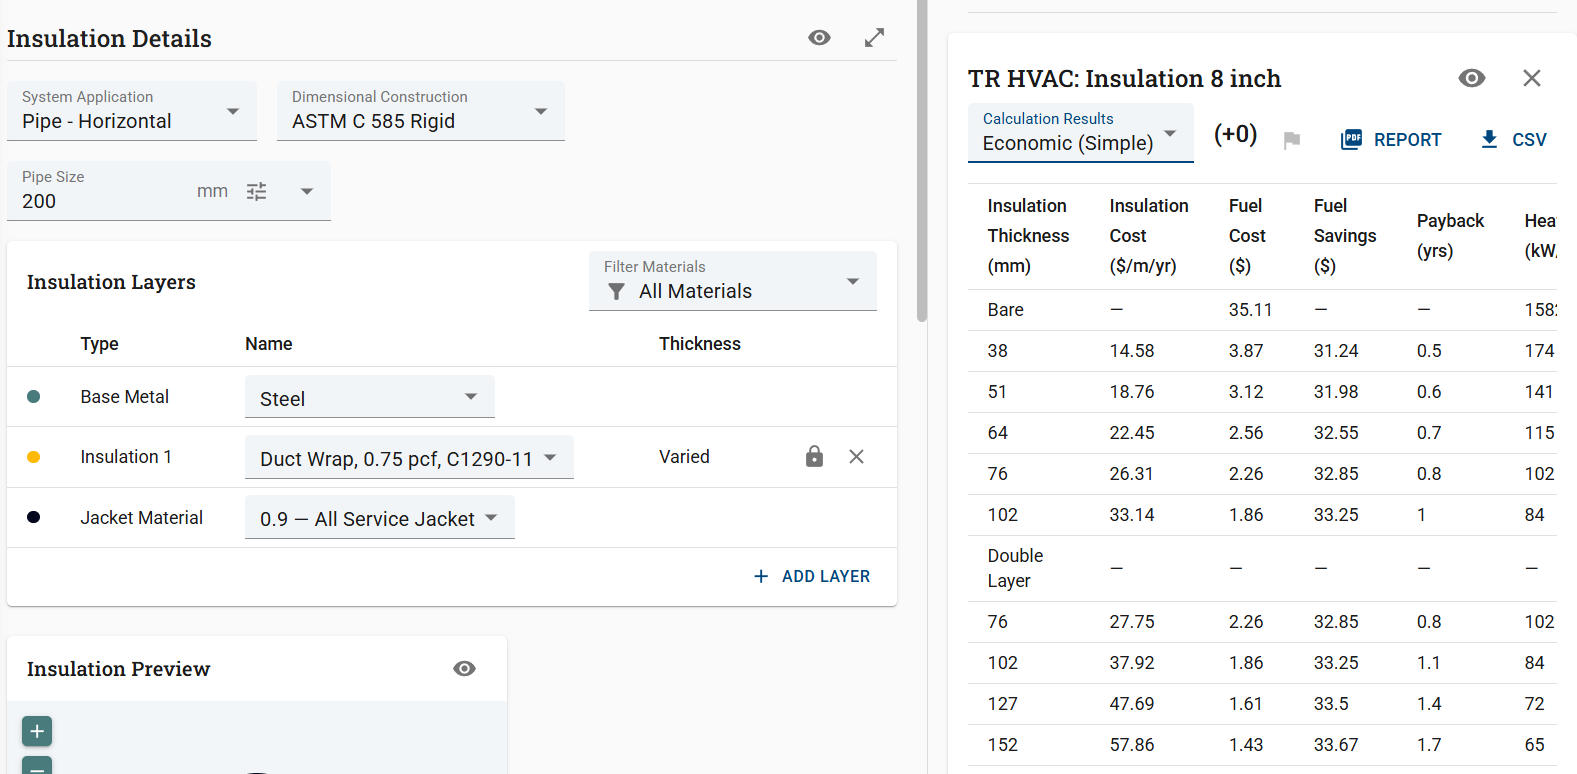 Insulation Details
System Application
Pipe - Horizontal
Dimensional Construction
ASTM C 585 Rigid
Pipe Size
200
mm
Insulation Layers
Filter Materials
All Materials
Type Name Thickness
Base Metal Steel
Insulation 1 Duct Wrap, 0.75 pcf, C1290-11 Varied
Jacket Material 0.9 — All Service Jacket
+ ADD LAYER
Insulation Preview
TR HVAC: Insulation 8 inch
Calculation Results
Economic (Simple)
(+0)
PDF REPORT
CSV
Insulation Thickness (mm) Insulation Cost ($/m/yr) Fuel Cost ($) Fuel Savings ($) Payback (yrs)
Bare — 35.11 — —
38 14.58 3.87 31.24 0.5 174
51 18.76 3.12 31.98 0.6 141
64 22.45 2.56 32.55 0.7 115
76 26.31 2.26 32.85 0.8 102
102 33.14 1.86 33.25 1 84
Double Layer — — — — —
76 27.75 2.26 32.85 0.8 102
102 37.92 1.86 33.25 1.1 84
127 47.69 1.61 33.5 1.4 72
152 57.86 1.43 33.67 1.7 65